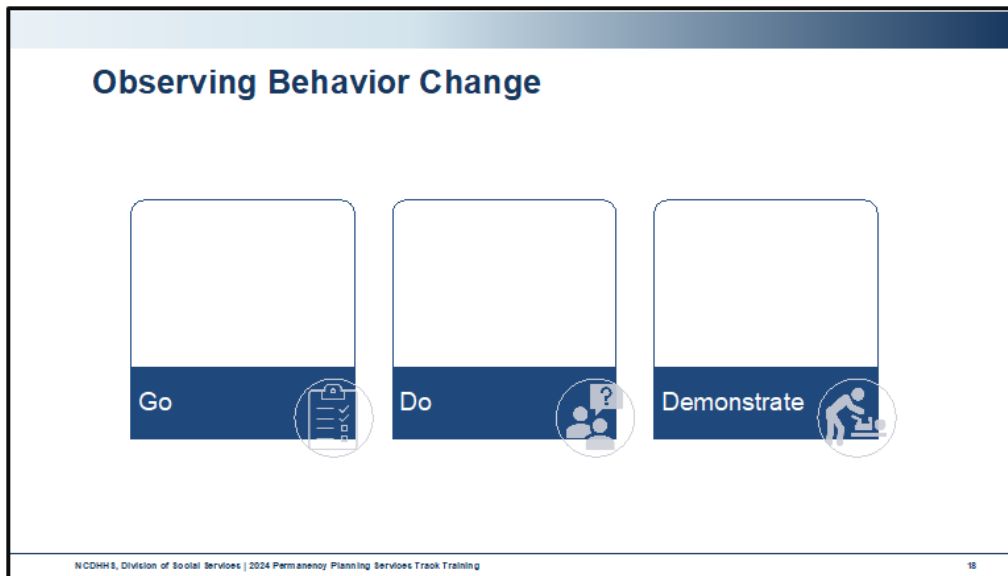 Observing Behavior Change
Go
Do
?
Demonstrate
NCDHHS, Division of Social Services | 2024 Permanency Planning Services Track Training
18